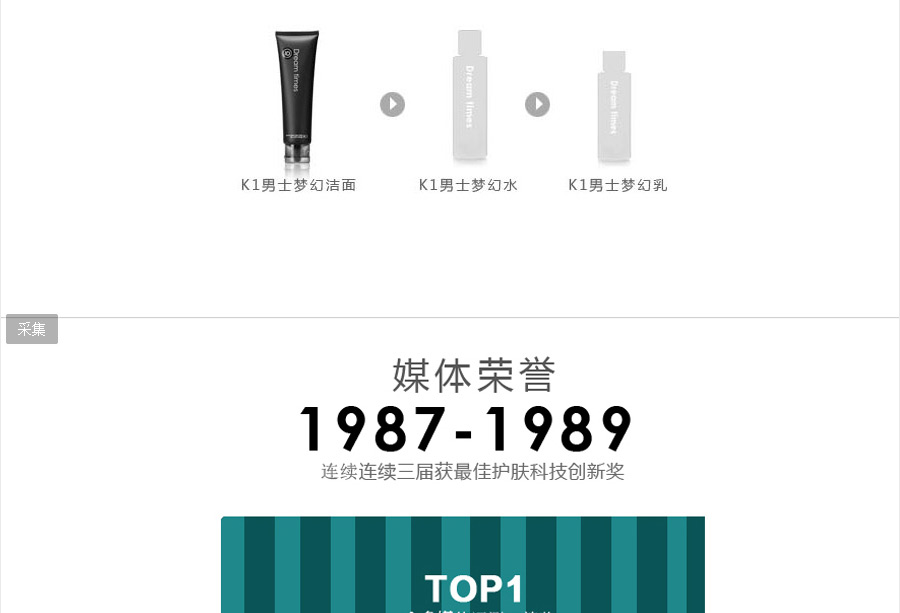 Dream times
Dream times
Dream times
K1男士梦幻洁面
K1男士梦幻水
K1男士梦幻乳
采集
媒体荣誉
1987-1989
连续连续三届获最佳护肤科技创新奖
TOP1